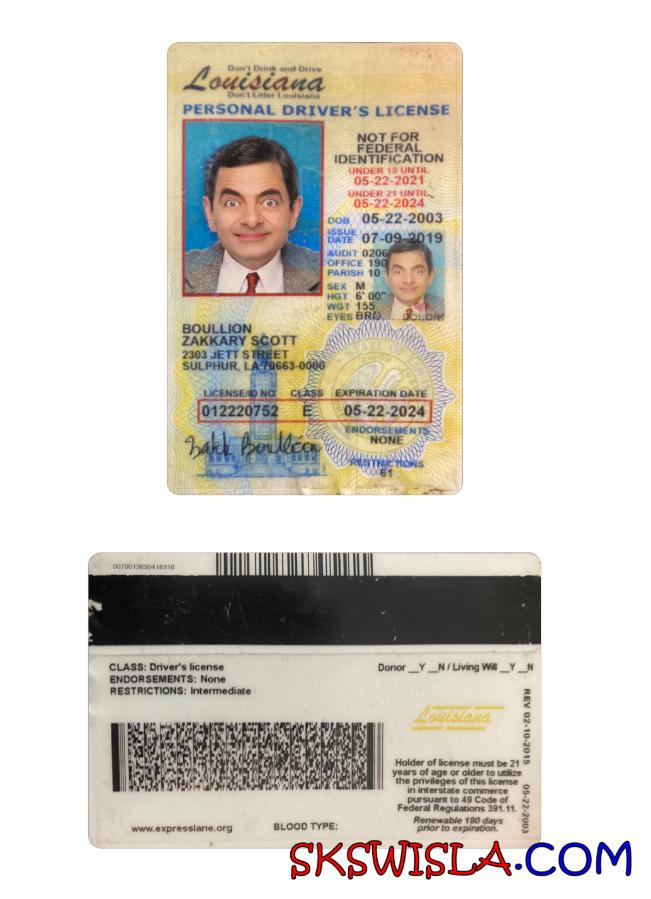 Don't Drink and Drive
Louisiana
Don't Litter Louisiana
PERSONAL DRIVER'S LICENSE
NOT FOR
FEDERAL
IDENTIFICATION
UNDER 18 UNTIL
05-22-2021
UNDER 21 UNTIL
05-22-2024
DOB 05-22-2003
ISSUE
DATE 07-09-2019
AUDIT 0206
OFFICE 190
PARISH 10
SEX M
HGT 6' 00"
WGT 155
EYES BRO DONOR
BOULLION
ZAKKARY SCOTT
2303 JETT STREET
SULPHUR, LA 70663-0000
LICENSE/ID NO CLASS EXPIRATION DATE
012220752 E 05-22-2024
ENDORSEMENTS
NONE
Zakk Boullion
RESTRICTIONS
61
0070013630418316
CLASS: Driver's license
ENDORSEMENTS: None
RESTRICTIONS: Intermediate
Donor __Y __N / Living Will __Y __N
Louisiana
REV 02-10-2015 05-22-2003
Holder of license must be 21
years of age or older to utilize
the privileges of this license
in interstate commerce
pursuant to 49 Code of
Federal Regulations 391.11.
Renewable 180 days
prior to expiration.
www.expresslane.org BLOOD TYPE:
SKSWISLA.COM